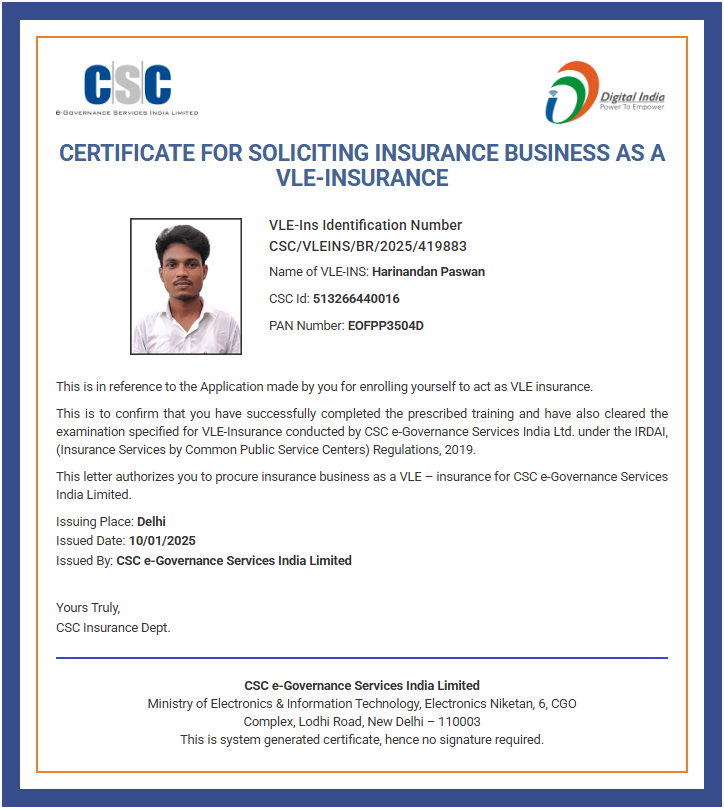 CSC
e-Governance Services India Limited
Digital India
Power To Empower
CERTIFICATE FOR SOLICITING INSURANCE BUSINESS AS A
VLE-INSURANCE
VLE-Ins Identification Number
CSC/VLEINS/BR/2025/419883
Name of VLE-INS: Harinandan Paswan
CSC Id: 513266440016
PAN Number: EOFPP3504D
This is in reference to the Application made by you for enrolling yourself to act as VLE insurance.
This is to confirm that you have successfully completed the prescribed training and have also cleared the
examination specified for VLE-Insurance conducted by CSC e-Governance Services India Ltd. under the IRDAI,
(Insurance Services by Common Public Service Centers) Regulations, 2019.
This letter authorizes you to procure insurance business as a VLE – insurance for CSC e-Governance Services
India Limited.
Issuing Place: Delhi
Issued Date: 10/01/2025
Issued By: CSC e-Governance Services India Limited
Yours Truly,
CSC Insurance Dept.
CSC e-Governance Services India Limited
Ministry of Electronics & Information Technology, Electronics Niketan, 6, CGO
Complex, Lodhi Road, New Delhi – 110003
This is system generated certificate, hence no signature required.